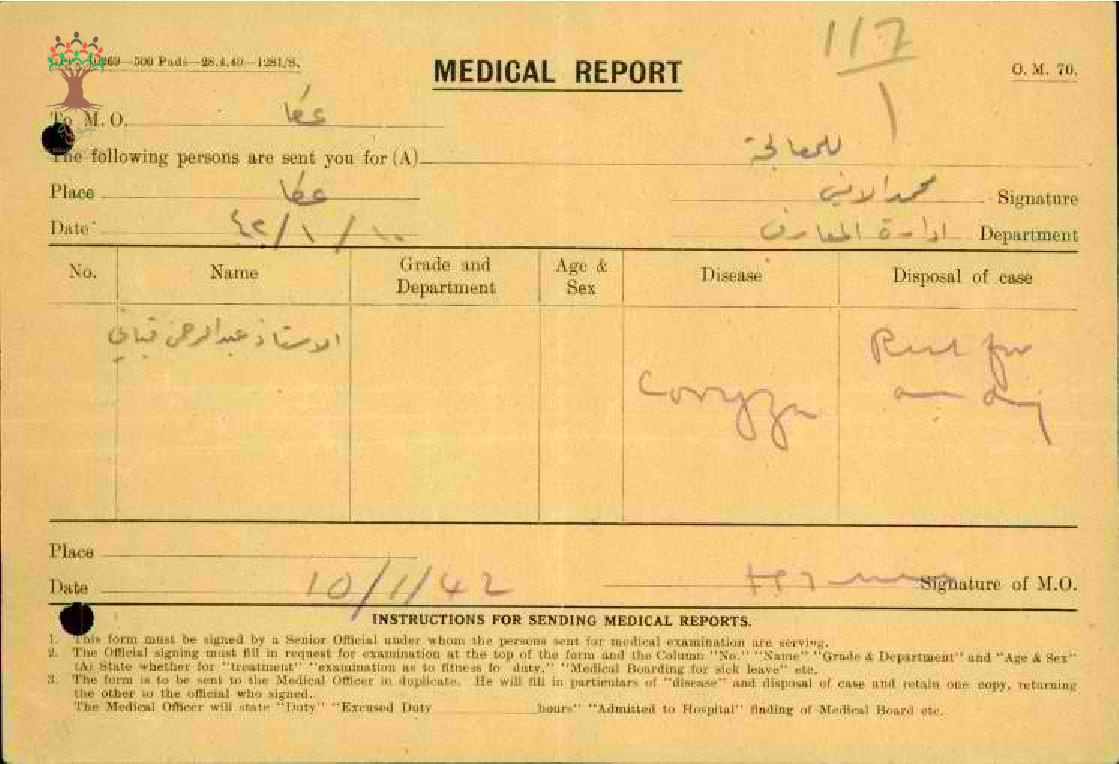 117
1
269—500 Pads—28.4.40—1281/S.
MEDICAL REPORT
O. M. 70.
To M. O. عكا
The following persons are sent you for (A) للمعالجة
Place عكا
محمد الاميني Signature
Date ١٠ / ١ / ٤٢
ادارة المعارف Department
No. Name Grade and Department Age & Sex Disease Disposal of case
الاستاذ عبد الرحمن قباني
Coryza
Rest for
one day
Place
Date 10/1/42
Signature of M.O.
INSTRUCTIONS FOR SENDING MEDICAL REPORTS.
1. This form must be signed by a Senior Official under whom the persons sent for medical examination are serving.
2. The Official signing must fill in request for examination at the top of the form and the Column "No." "Name" "Grade & Department" and "Age & Sex"
(A) State whether for "treatment" "examination as to fitness fo duty." "Medical Boarding for sick leave" etc.
3. The form is to be sent to the Medical Officer in duplicate. He will fill in particulars of "disease" and disposal of case and retain one copy, returning
the other to the official who signed.
The Medical Officer will state "Duty" "Excused Duty hours" "Admitted to Hospital" finding of Medical Board etc.